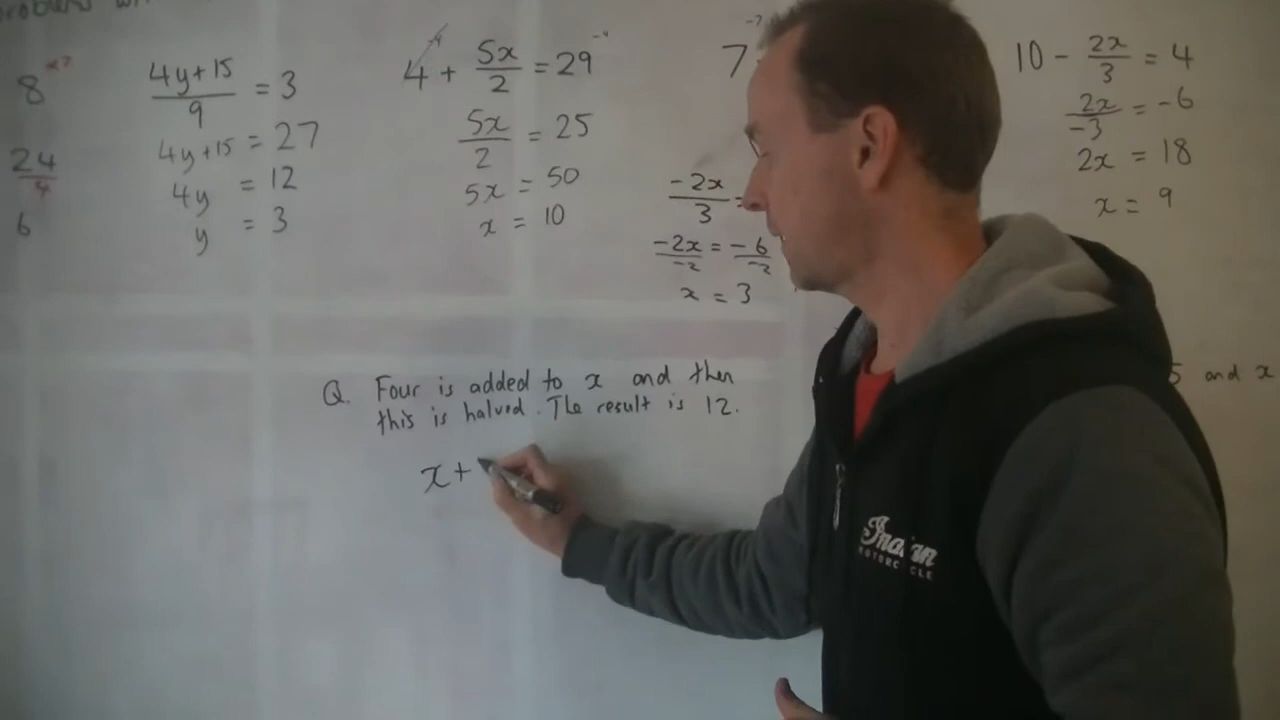 8 ×3
24
4
6
4y+15 = 3
9
4y+15 = 27
4y = 12
y = 3
4 + 5x = 29
2
5x = 25
2
5x = 50
x = 10
7
-2x =
3
-2x = -6
-2 -2
x = 3
10 - 2x = 4
3
2x = -6
-3
2x = 18
x = 9
Q. Four is added to x and then
this is halved. The result is 12.
x +
5 and x
Indian
MOTORCYCLE